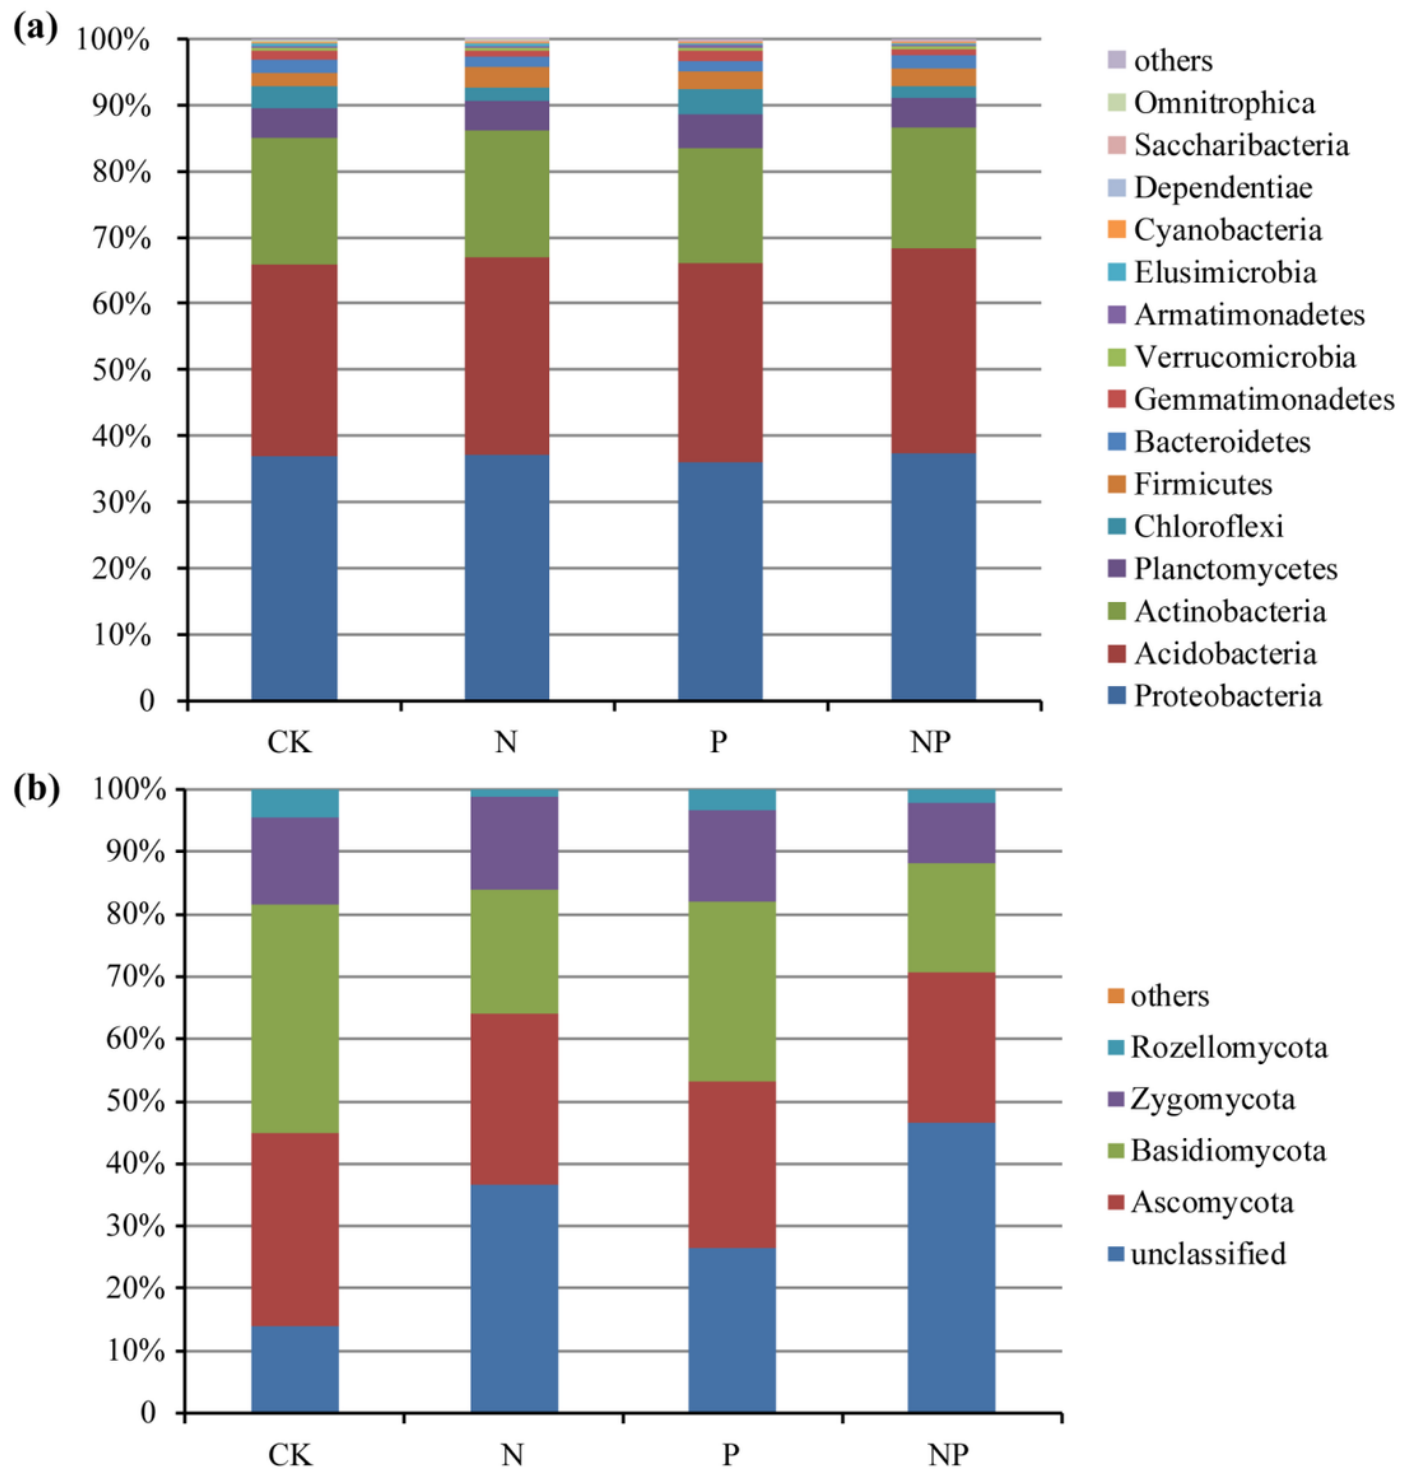 (a)
100%
90%
80%
70%
60%
50%
40%
30%
20%
10%
0
CK N P NP
others
Omnitrophica
Saccharibacteria
Dependentiae
Cyanobacteria
Elusimicrobia
Armatimonadetes
Verrucomicrobia
Gemmatimonadetes
Bacteroidetes
Firmicutes
Chloroflexi
Planctomycetes
Actinobacteria
Acidobacteria
Proteobacteria
(b)
100%
90%
80%
70%
60%
50%
40%
30%
20%
10%
0
CK N P NP
others
Rozellomycota
Zygomycota
Basidiomycota
Ascomycota
unclassified